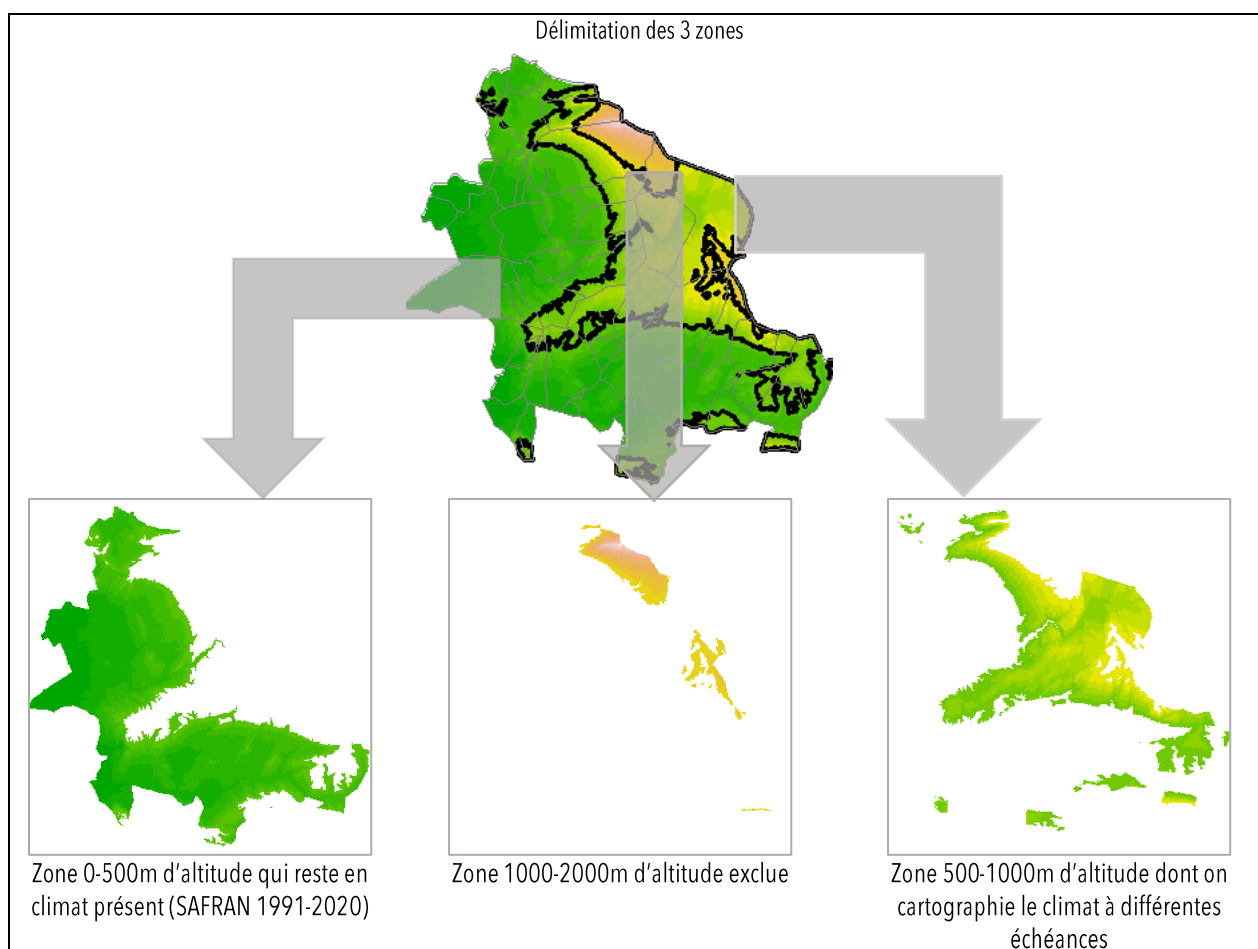 Délimitation des 3 zones
Zone 0-500m d’altitude qui reste en
climat présent (SAFRAN 1991-2020)
Zone 1000-2000m d’altitude exclue
Zone 500-1000m d’altitude dont on
cartographie le climat à différentes
échéances